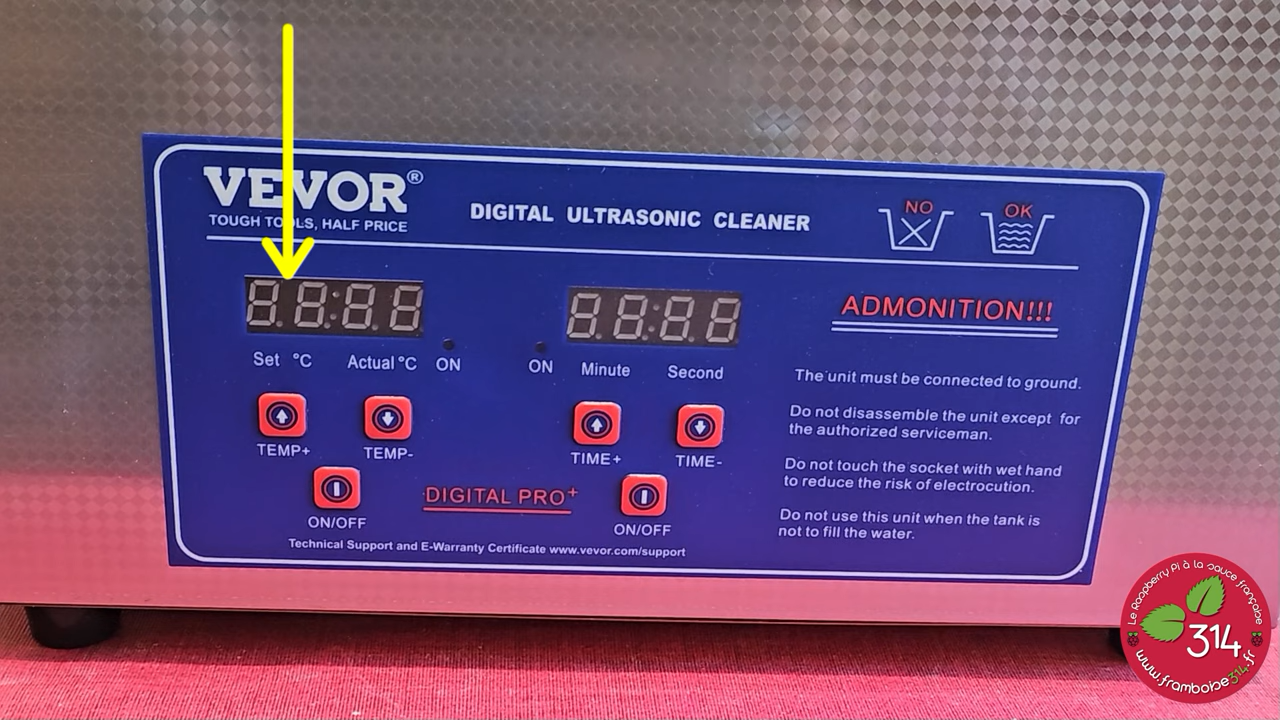 VEVOR®
TOUGH TOOLS, HALF PRICE
DIGITAL ULTRASONIC CLEANER
NO
OK
88:88
88:88
ADMONITION!!!
Set °C
Actual °C
ON
ON
Minute
Second
TEMP+
TEMP-
TIME+
TIME-
ON/OFF
DIGITAL PRO+
ON/OFF
Technical Support and E-Warranty Certificate www.vevor.com/support
The unit must be connected to ground.
Do not disassemble the unit except for
the authorized serviceman.
Do not touch the socket with wet hand
to reduce the risk of electrocution.
Do not use this unit when the tank is
not to fill the water.
Le Raspberry Pi à la sauce française
314
www.framboise314.fr